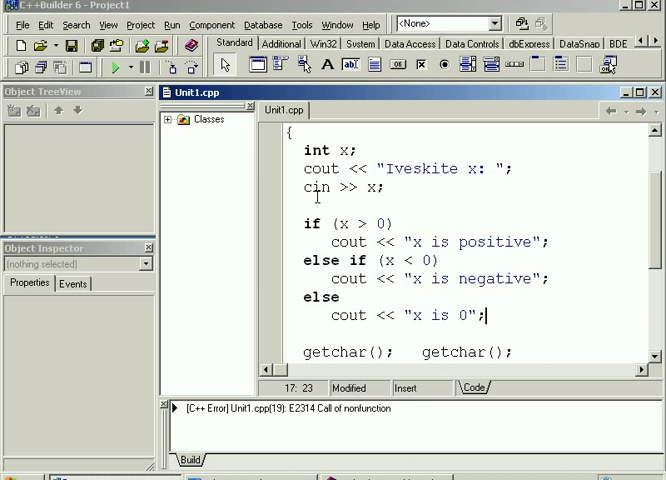 C++Builder 6 - Project1
File Edit Search View Project Run Component Database Tools Window Help <None>
Standard Additional Win32 System Data Access Data Controls dbExpress DataSnap BDE
Object TreeView
Unit1.cpp
Classes
Unit1.cpp
{
int x;
cout << "Iveskite x: ";
cin >> x;
if (x > 0)
cout << "x is positive";
else if (x < 0)
cout << "x is negative";
else
cout << "x is 0";
getchar(); getchar();
Object Inspector
(nothing selected)
Properties Events
17: 23 Modified Insert Code
[C++ Error] Unit1.cpp(19): E2314 Call of nonfunction
Build